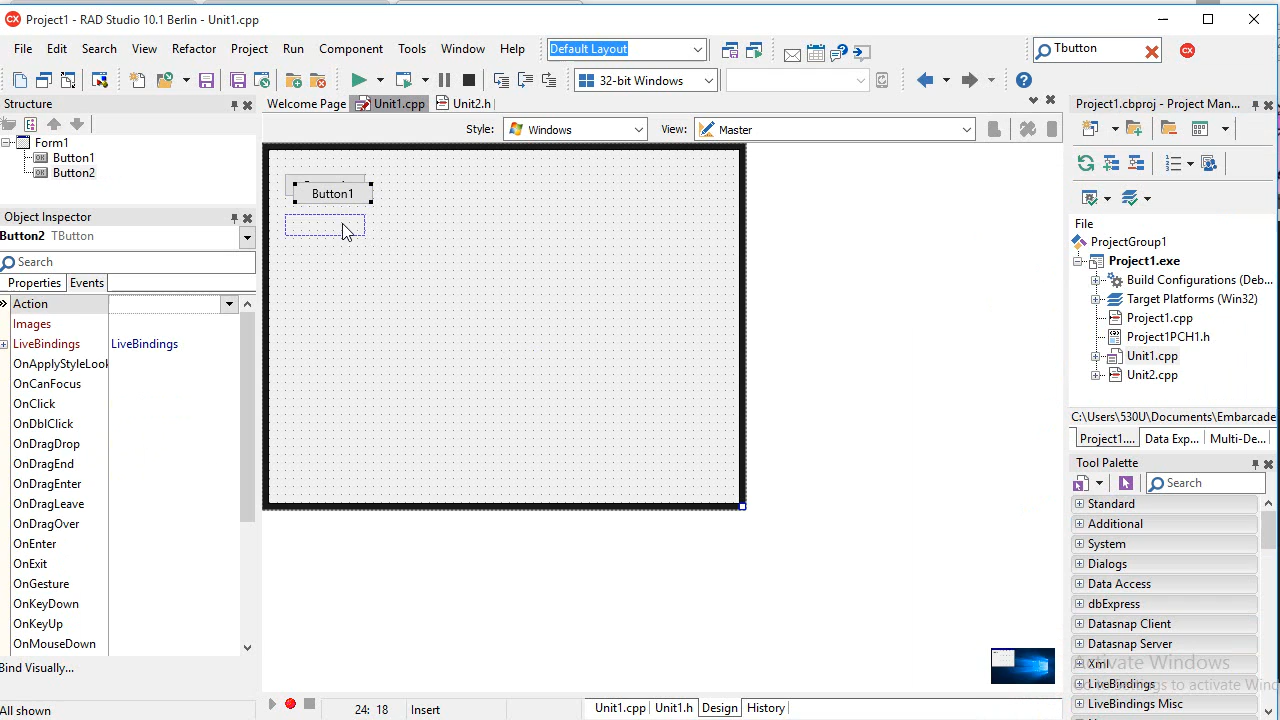 Project1 - RAD Studio 10.1 Berlin - Unit1.cpp
File Edit Search View Refactor Project Run Component Tools Window Help
Default Layout
Tbutton
32-bit Windows
Structure
Form1
Button1
Button2
Object Inspector
Button2 TButton
Search
Properties Events
Action
Images
LiveBindings LiveBindings
OnApplyStyleLook
OnCanFocus
OnClick
OnDblClick
OnDragDrop
OnDragEnd
OnDragEnter
OnDragLeave
OnDragOver
OnEnter
OnExit
OnGesture
OnKeyDown
OnKeyUp
OnMouseDown
Bind Visually...
All shown
Welcome Page Unit1.cpp Unit2.h
Style: Windows View: Master
Button1
24: 18 Insert
Unit1.cpp Unit1.h Design History
Project1.cbproj - Project Man...
File
ProjectGroup1
Project1.exe
Build Configurations (Deb...
Target Platforms (Win32)
Project1.cpp
Project1PCH1.h
Unit1.cpp
Unit2.cpp
C:\Users\530U\Documents\Embarcade
Project1.... Data Exp... Multi-De...
Tool Palette
Search
Standard
Additional
System
Dialogs
Data Access
dbExpress
Datasnap Client
Datasnap Server
Xml
LiveBindings
LiveBindings Misc
Activate Windows
to activate Win